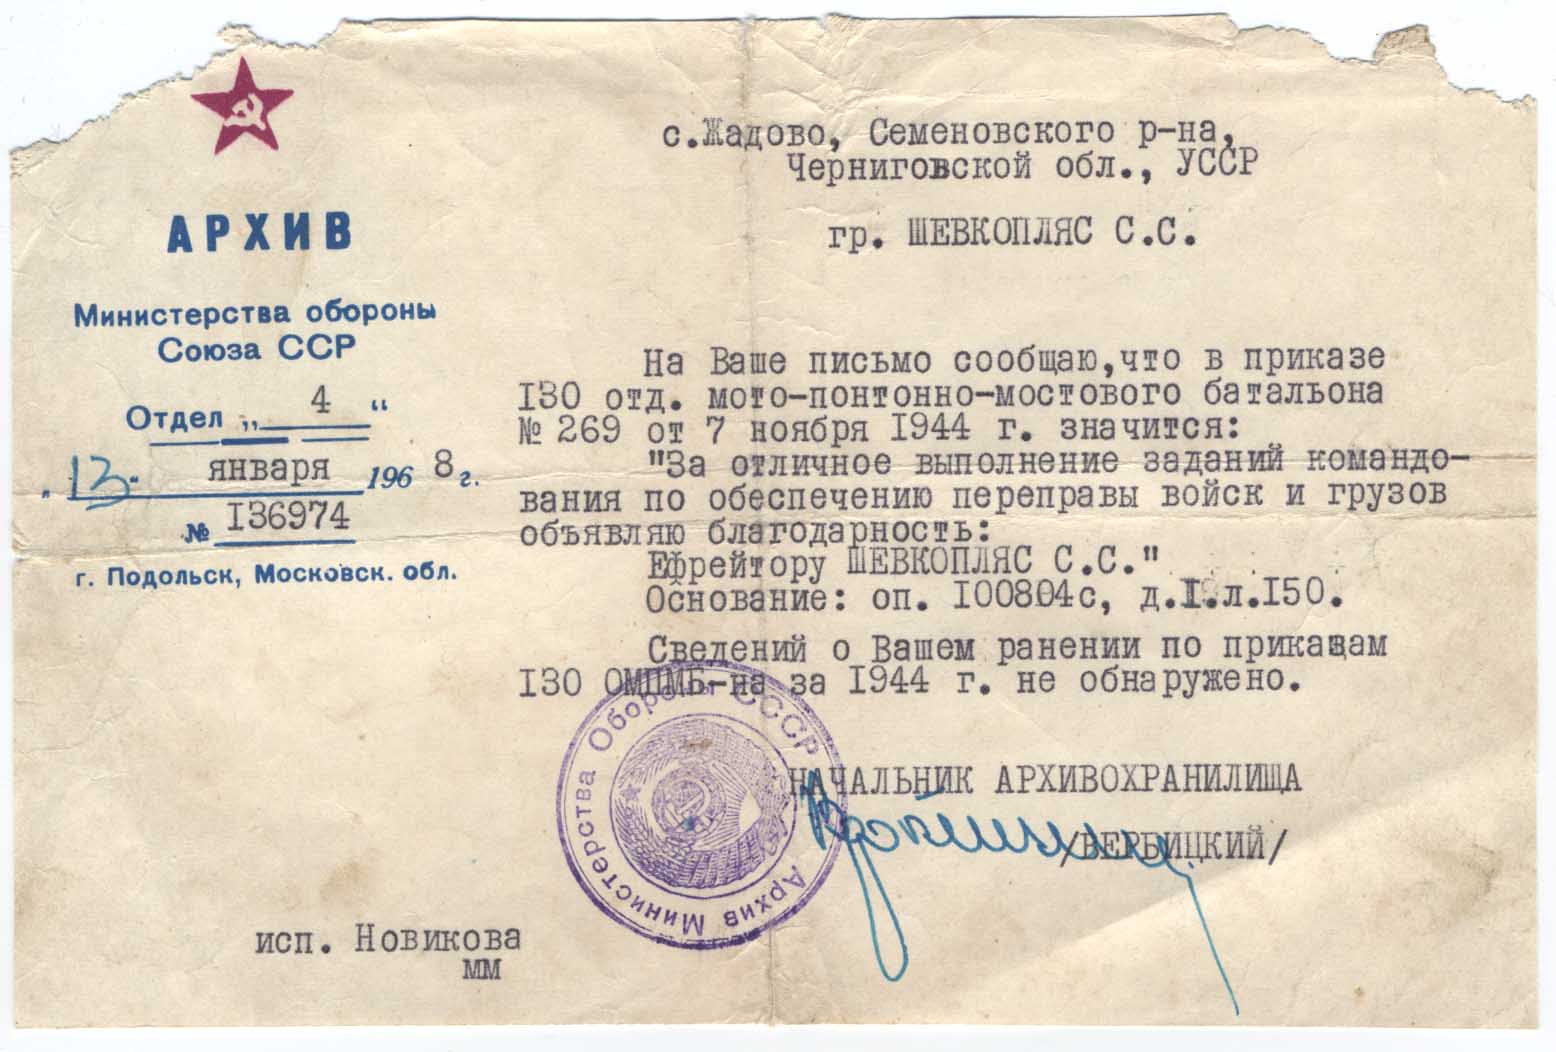 АРХИВ
Министерства обороны
Союза ССР
Отдел „ 4 “
„ 13 " января 1968 г.
№ 136974
г. Подольск, Московск. обл.
с.Жадово, Семеновского р-на,
Черниговской обл., УССР
гр. ШЕВКОПЛЯС С.С.
На Ваше письмо сообщаю,что в приказе
130 отд. мото-понтонно-мостового батальона
№ 269 от 7 ноября 1944 г. значится:
"За отличное выполнение заданий командо-
вания по обеспечению переправы войск и грузов
объявляю благодарность:
Ефрейтору ШЕВКОПЛЯС С.С."
Основание: оп. 100804с, д.1.л.150.
Сведений о Вашем ранении по приказам
130 ОМПМБ-на за 1944 г. не обнаружено.
НАЧАЛЬНИК АРХИВОХРАНИЛИЩА
/ВЕРБИЦКИЙ/
Архив Министерства Обороны СССР
исп. Новикова
мм